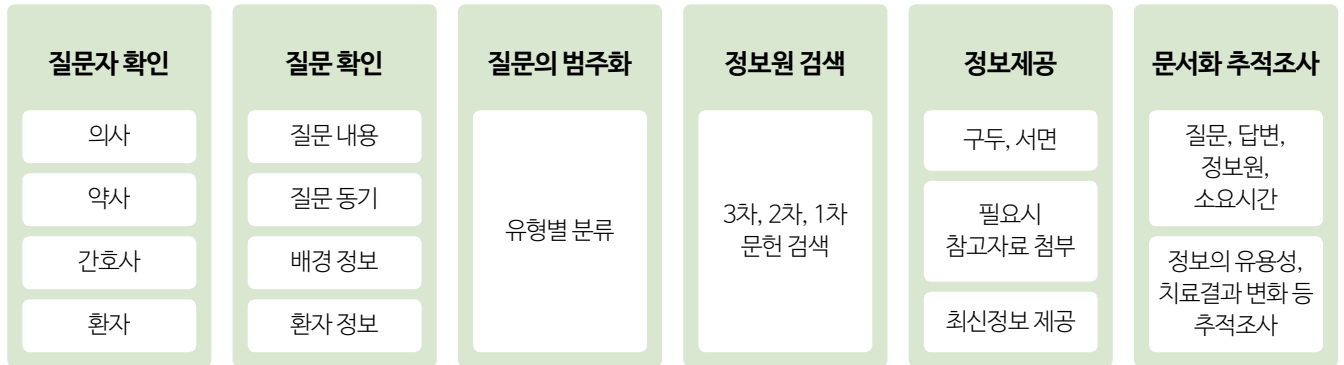 질문자 확인
의사
약사
간호사
환자
질문 확인
질문 내용
질문 동기
배경 정보
환자 정보
질문의 범주화
유형별 분류
정보원 검색
3차, 2차, 1차
문헌 검색
정보제공
구두, 서면
필요시
참고자료 첨부
최신정보 제공
문서화 추적조사
질문, 답변,
정보원,
소요시간
정보의 유용성,
치료결과 변화 등
추적조사